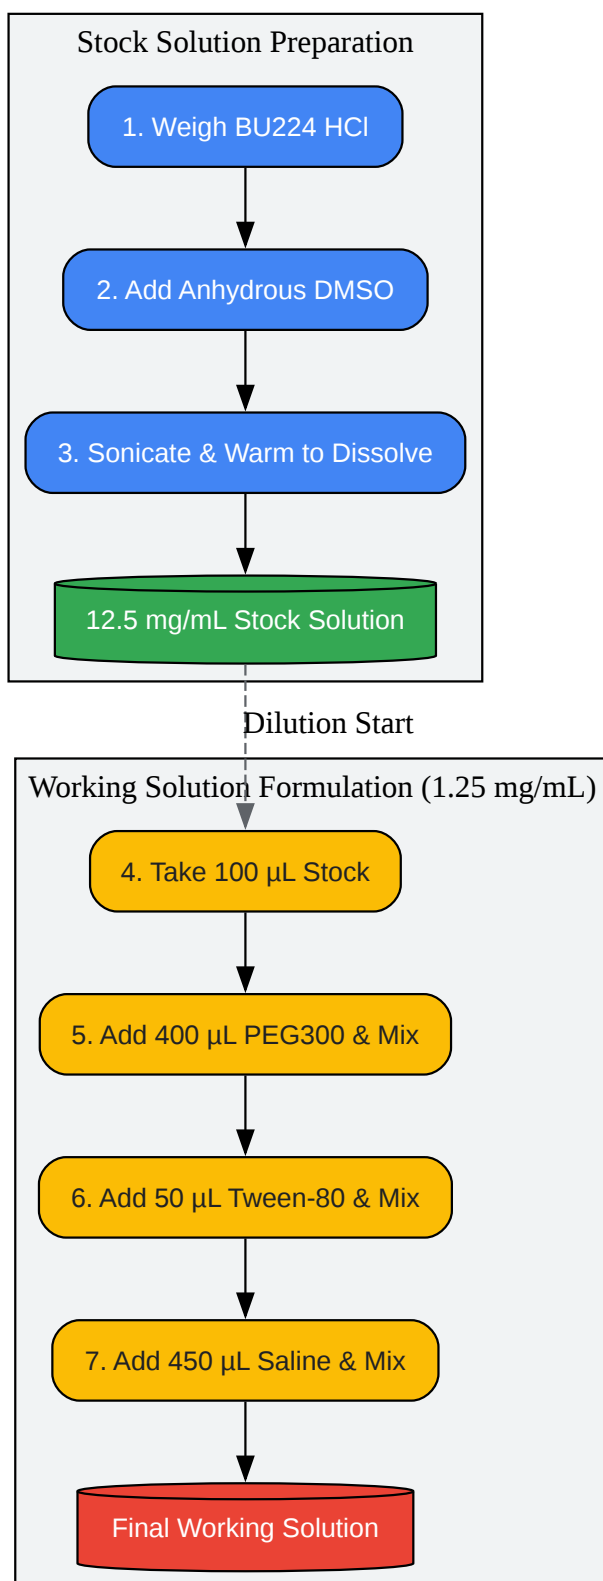 Stock Solution Preparation
1. Weigh BU224 HCl
2. Add Anhydrous DMSO
3. Sonicate & Warm to Dissolve
12.5 mg/mL Stock Solution
Dilution Start
Working Solution Formulation (1.25 mg/mL)
4. Take 100 µL Stock
5. Add 400 µL PEG300 & Mix
6. Add 50 µL Tween-80 & Mix
7. Add 450 µL Saline & Mix
Final Working Solution